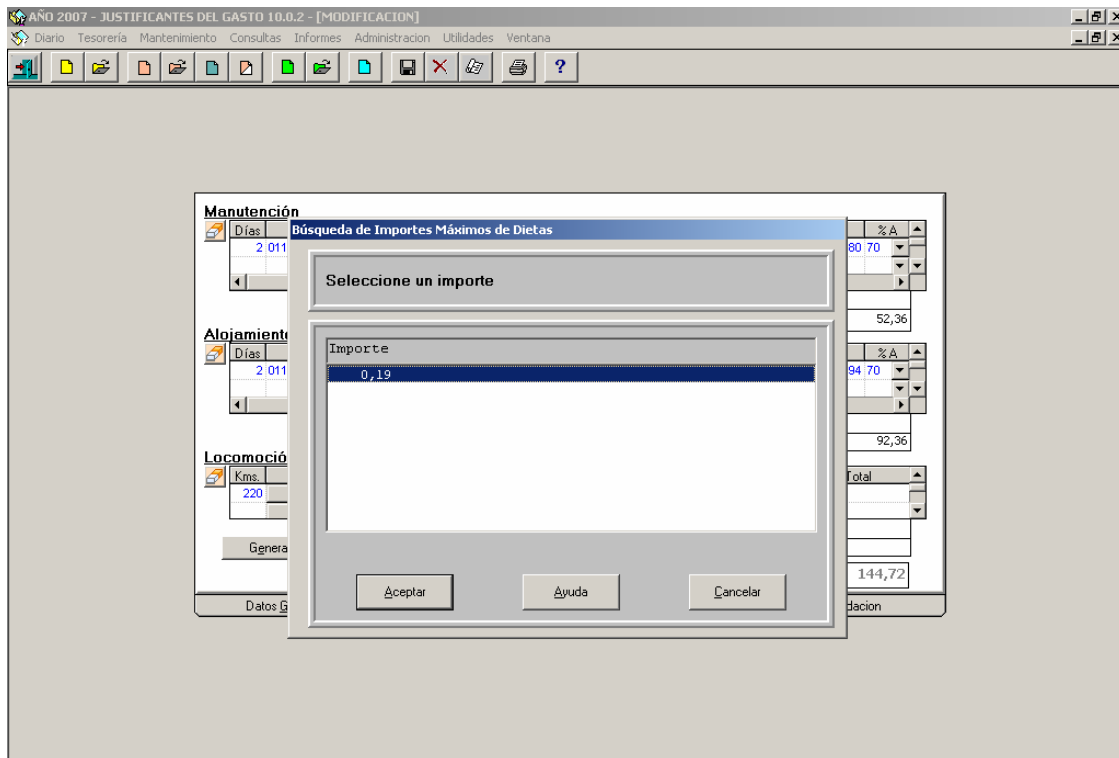 AÑO 2007 - JUSTIFICANTES DEL GASTO 10.0.2 - [MODIFICACION]
Diario Tesorería Mantenimiento Consultas Informes Administracion Utilidades Ventana
?
Manutención
Días %A
2 011 80 70
52,36
Búsqueda de Importes Máximos de Dietas
Seleccione un importe
Importe
0,19
Aceptar Ayuda Cancelar
Alojamiento
Días %A
2 011 94 70
92,36
Locomoció
Kms. Total
220
Genera
144,72
Datos G dacion